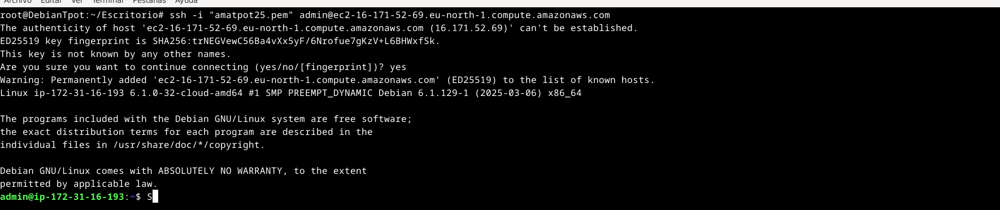 Archivo Editar Ver Terminal Pestañas Ayuda
root@DebianTpot:~/Escritorio# ssh -i "amatpot25.pem" admin@ec2-16-171-52-69.eu-north-1.compute.amazonaws.com
The authenticity of host 'ec2-16-171-52-69.eu-north-1.compute.amazonaws.com (16.171.52.69)' can't be established.
ED25519 key fingerprint is SHA256:trNEGVewC56Ba4vXx5yF/6Nrofue7gKzV+L6BHWxfSk.
This key is not known by any other names.
Are you sure you want to continue connecting (yes/no/[fingerprint])? yes
Warning: Permanently added 'ec2-16-171-52-69.eu-north-1.compute.amazonaws.com' (ED25519) to the list of known hosts.
Linux ip-172-31-16-193 6.1.0-32-cloud-amd64 #1 SMP PREEMPT_DYNAMIC Debian 6.1.129-1 (2025-03-06) x86_64
The programs included with the Debian GNU/Linux system are free software;
the exact distribution terms for each program are described in the
individual files in /usr/share/doc/*/copyright.
Debian GNU/Linux comes with ABSOLUTELY NO WARRANTY, to the extent
permitted by applicable law.
admin@ip-172-31-16-193:~$ S